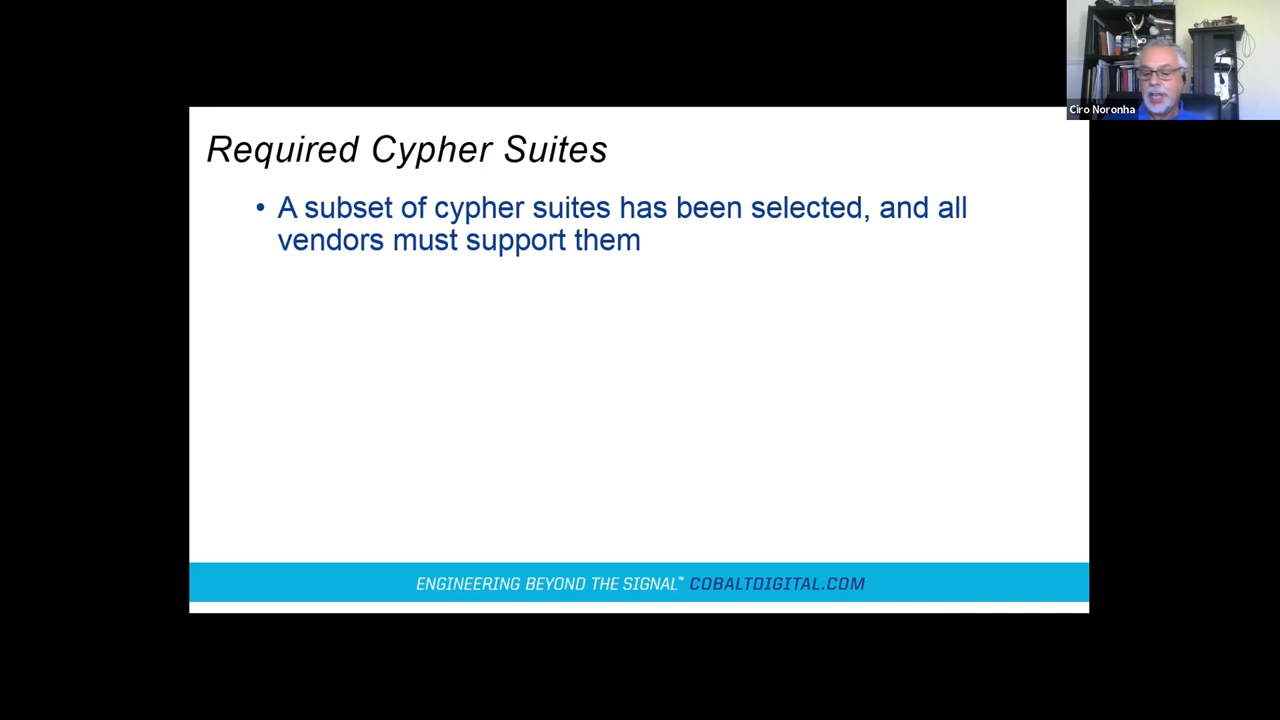 Ciro Noronha
Required Cypher Suites
• A subset of cypher suites has been selected, and all
vendors must support them
ENGINEERING BEYOND THE SIGNAL™ COBALTDIGITAL.COM